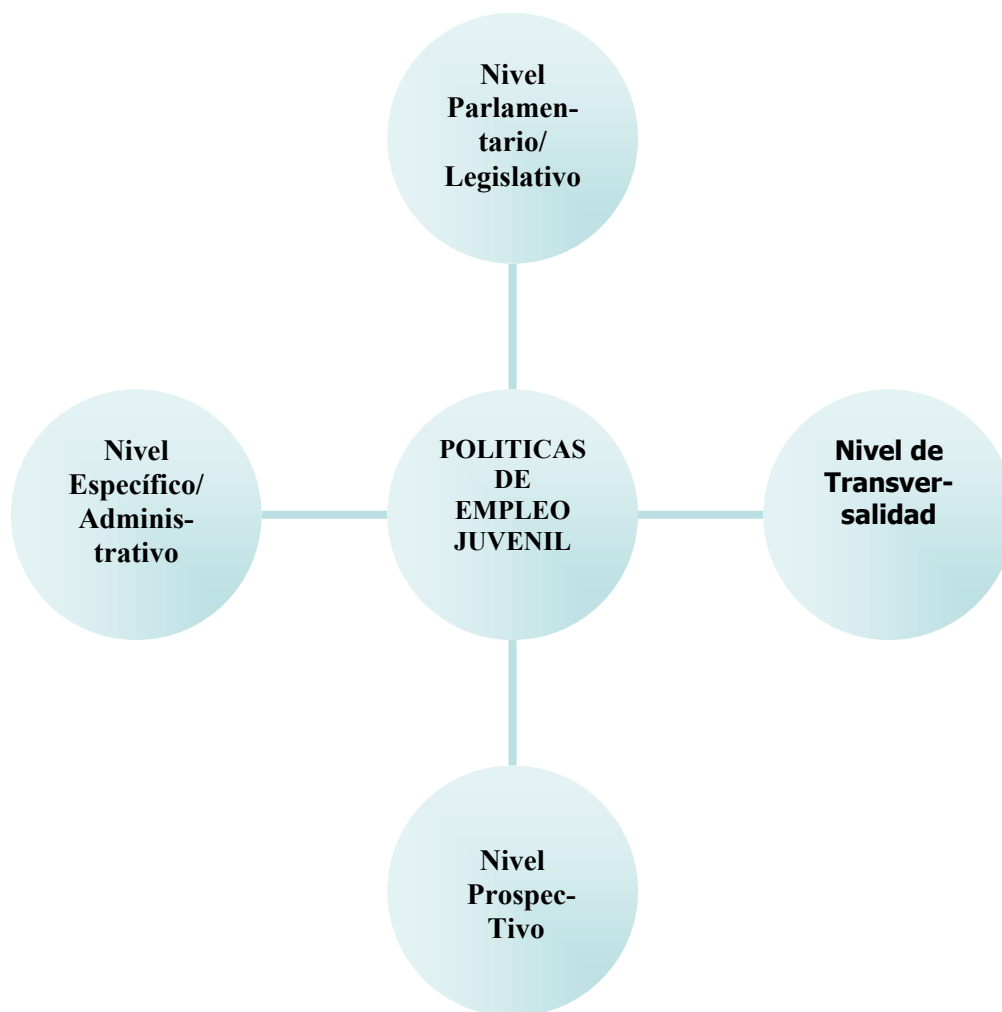 Nivel
Parlamen-
tario/
Legislativo
Nivel
Específico/
Adminis-
trativo
POLITICAS
DE
EMPLEO
JUVENIL
Nivel de
Transver-
salidad
Nivel
Prospec-
Tivo